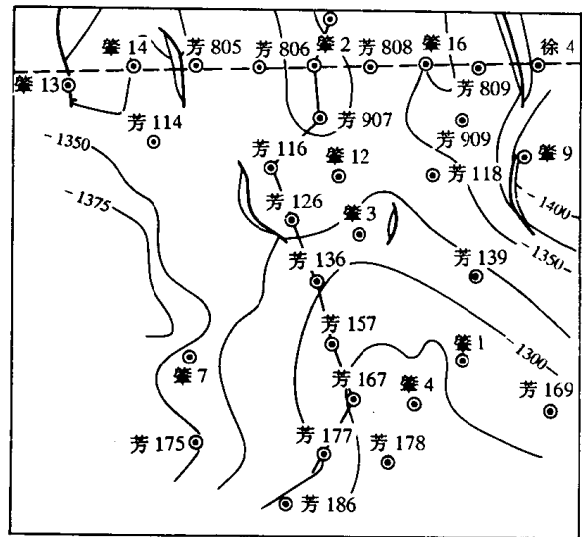 肇 14
芳 805
芳 806
肇 2
芳 808
肇 16
徐 4
肇 13
芳 809
芳 114
芳 907
芳 909
-1350
芳 116
肇 12
芳 118
肇 9
-1375
芳 126
肇 3
-1400
芳 136
芳 139
-1350
芳 157
肇 1
-1300
肇 7
芳 167
肇 4
芳 169
芳 175
芳 177
芳 178
芳 186